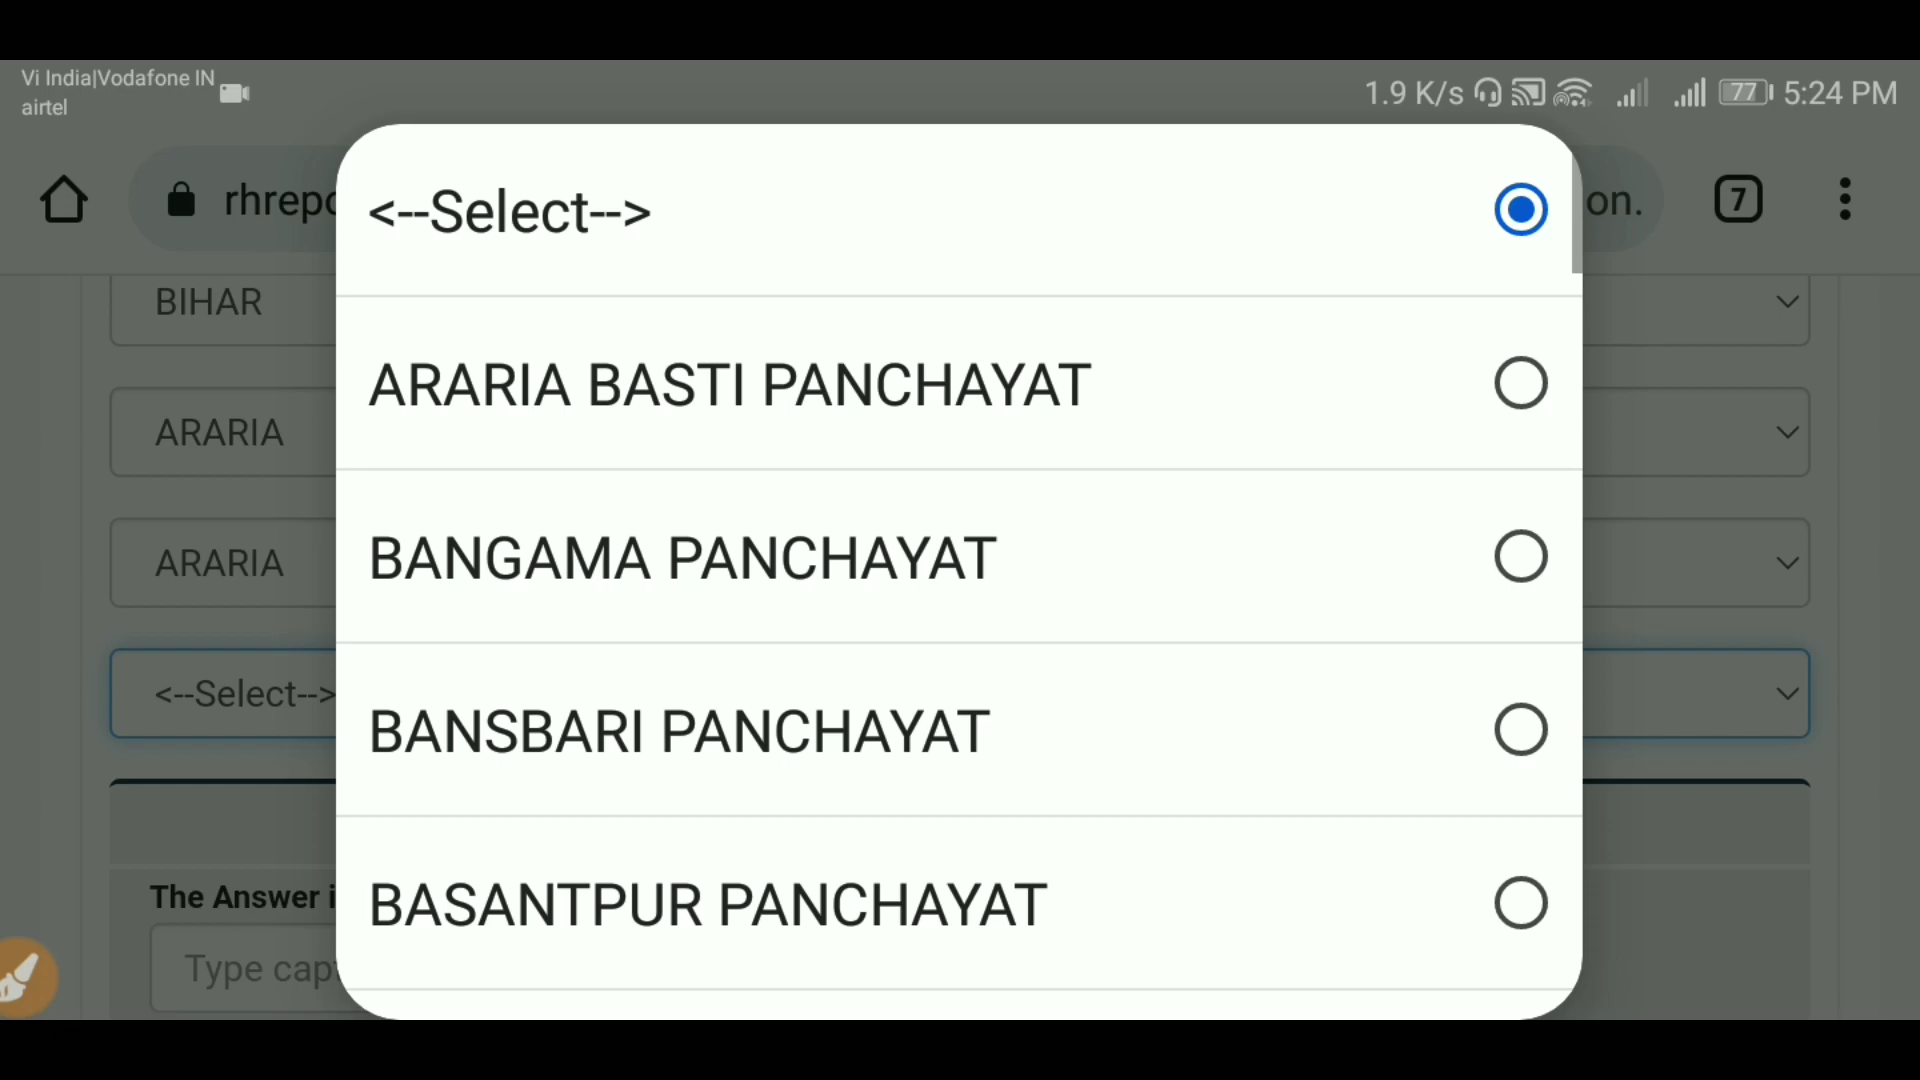 Vi India|Vodafone IN
airtel
1.9 K/s 77 5:24 PM
rhrepo
on.
7
BIHAR
ARARIA
ARARIA
<--Select-->
The Answer i
Type cap
<--Select-->
ARARIA BASTI PANCHAYAT
BANGAMA PANCHAYAT
BANSBARI PANCHAYAT
BASANTPUR PANCHAYAT